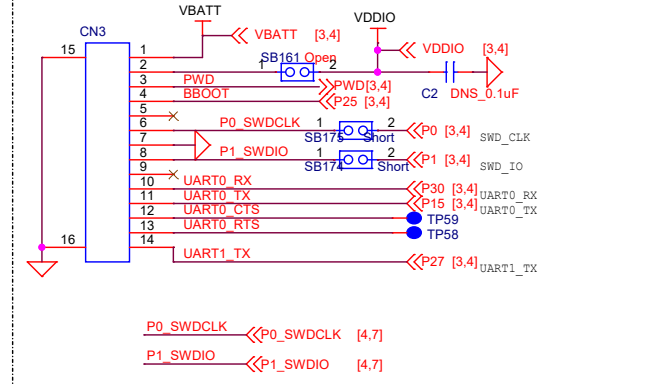 VBATT
VDDIO
CN3
VBATT [3,4]
VDDIO [3,4]
15
1
SB161 Open
2
1
2
3
PWD
PWD[3,4]
C2 DNS_0.1uF
4
BBOOT
P25 [3,4]
5
6
P0_SWDCLK
1
2
P0 [3,4]
SWD_CLK
7
SB175 Short
8
P1_SWDIO
1
2
P1 [3,4]
SWD_IO
9
SB174 Short
10
UART0_RX
P30 [3,4]
UART0_RX
11
UART0_TX
P15 [3,4]
UART0_TX
12
UART0_CTS
TP59
13
UART0_RTS
TP58
16
14
UART1_TX
P27 [3,4]
UART1_TX
P0_SWDCLK
P0_SWDCLK [4,7]
P1_SWDIO
P1_SWDIO [4,7]